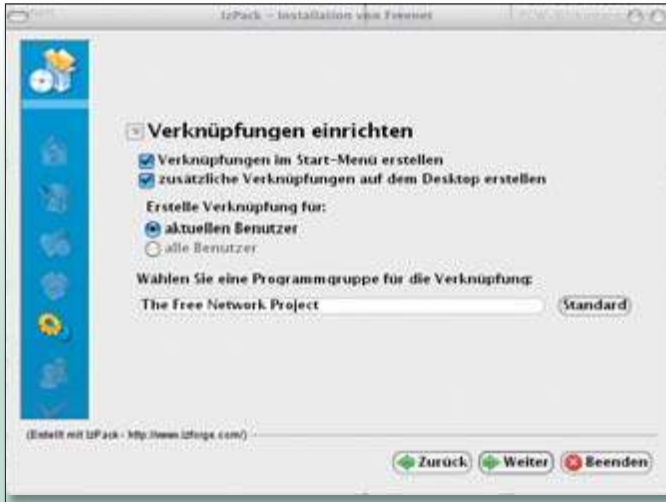 IzPack - Installation von Freenet
Verknüpfungen einrichten
Verknüpfungen im Start-Menü erstellen
zusätzliche Verknüpfungen auf dem Desktop erstellen
Erstelle Verknüpfung für:
aktuellen Benutzer
alle Benutzer
Wählen Sie eine Programmgruppe für die Verknüpfung:
The Free Network Project
Standard
(Erstellt mit IzPack - http://www.izforge.com/)
Zurück
Weiter
Beenden